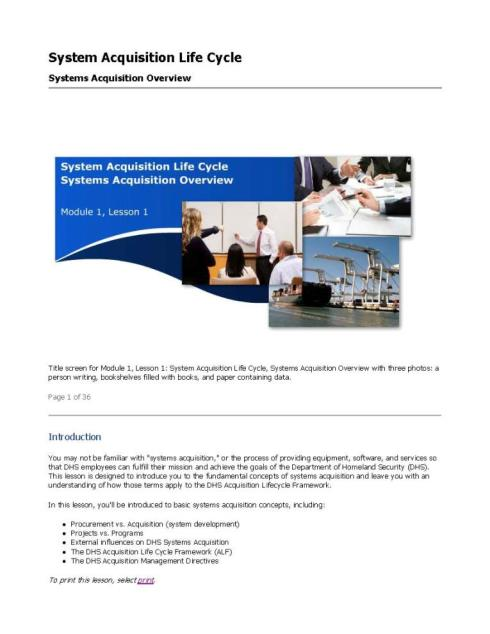 System Acquisition Life Cycle
Systems Acquisition Overview
System Acquisition Life Cycle
Systems Acquisition Overview
Module 1, Lesson 1
Title screen for Module 1, Lesson 1: System Acquisition Life Cycle, Systems Acquisition Overview with three photos: a
person writing, bookshelves filled with books, and paper containing data.
Page 1 of 36
Introduction
You may not be familiar with "systems acquisition," or the process of providing equipment, software, and services so
that DHS employees can fulfill their mission and achieve the goals of the Department of Homeland Security (DHS).
This lesson is designed to introduce you to the fundamental concepts of systems acquisition and leave you with an
understanding of how those terms apply to the DHS Acquisition Lifecycle Framework.
In this lesson, you'll be introduced to basic systems acquisition concepts, including:
• Procurement vs. Acquisition (system development)
• Projects vs. Programs
• External influences on DHS Systems Acquisition
• The DHS Acquisition Life Cycle Framework (ALF)
• The DHS Acquisition Management Directives
To print this lesson, select print.